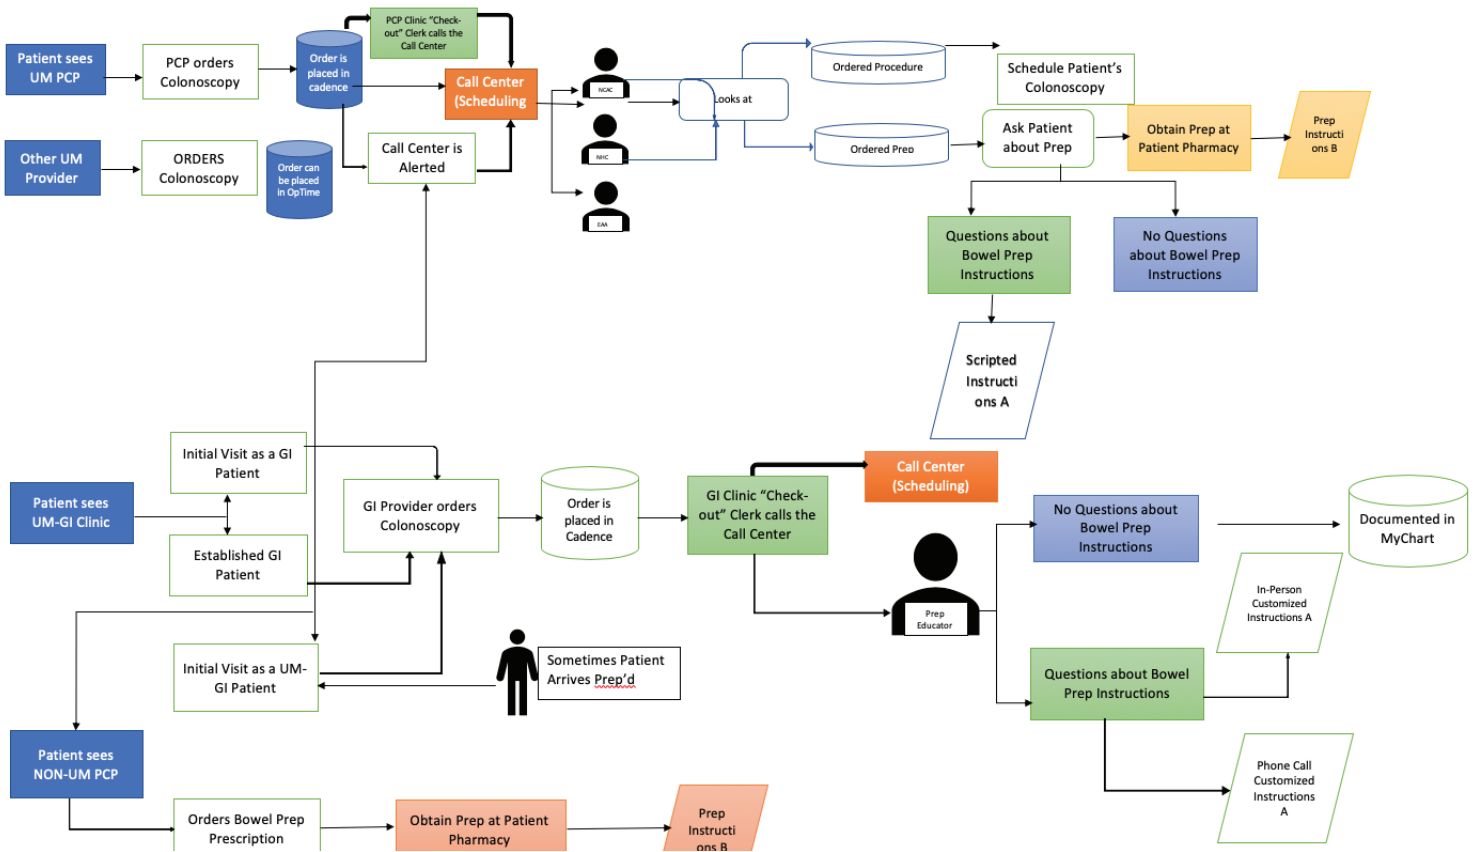 PCP Clinic “Check-
out” Clerk calls the
Call Center
Patient sees
UM PCP
PCP orders
Colonoscopy
Order is
placed in
cadence
Call Center
(Scheduling
NCAC
Looks at
Ordered Procedure
Schedule Patient’s
Colonoscopy
Other UM
Provider
ORDERS
Colonoscopy
Order can
be placed
in OpTime
Call Center is
Alerted
NHC
Ordered Prep
Ask Patient
about Prep
Obtain Prep at
Patient Pharmacy
Prep
Instructi
ons B
EAA
Questions about
Bowel Prep
Instructions
No Questions
about Bowel Prep
Instructions
Scripted
Instructi
ons A
Initial Visit as a GI
Patient
Patient sees
UM-GI Clinic
Established GI
Patient
GI Provider orders
Colonoscopy
Order is
placed in
Cadence
GI Clinic “Check-
out” Clerk calls the
Call Center
Call Center
(Scheduling)
No Questions about
Bowel Prep
Instructions
Documented in
MyChart
Prep
Educator
In-Person
Customized
Instructions A
Initial Visit as a UM-
GI Patient
Sometimes Patient
Arrives Prep’d
Questions about Bowel
Prep Instructions
Patient sees
NON-UM PCP
Phone Call
Customized
Instructions
A
Orders Bowel Prep
Prescription
Obtain Prep at Patient
Pharmacy
Prep
Instructi
ons B